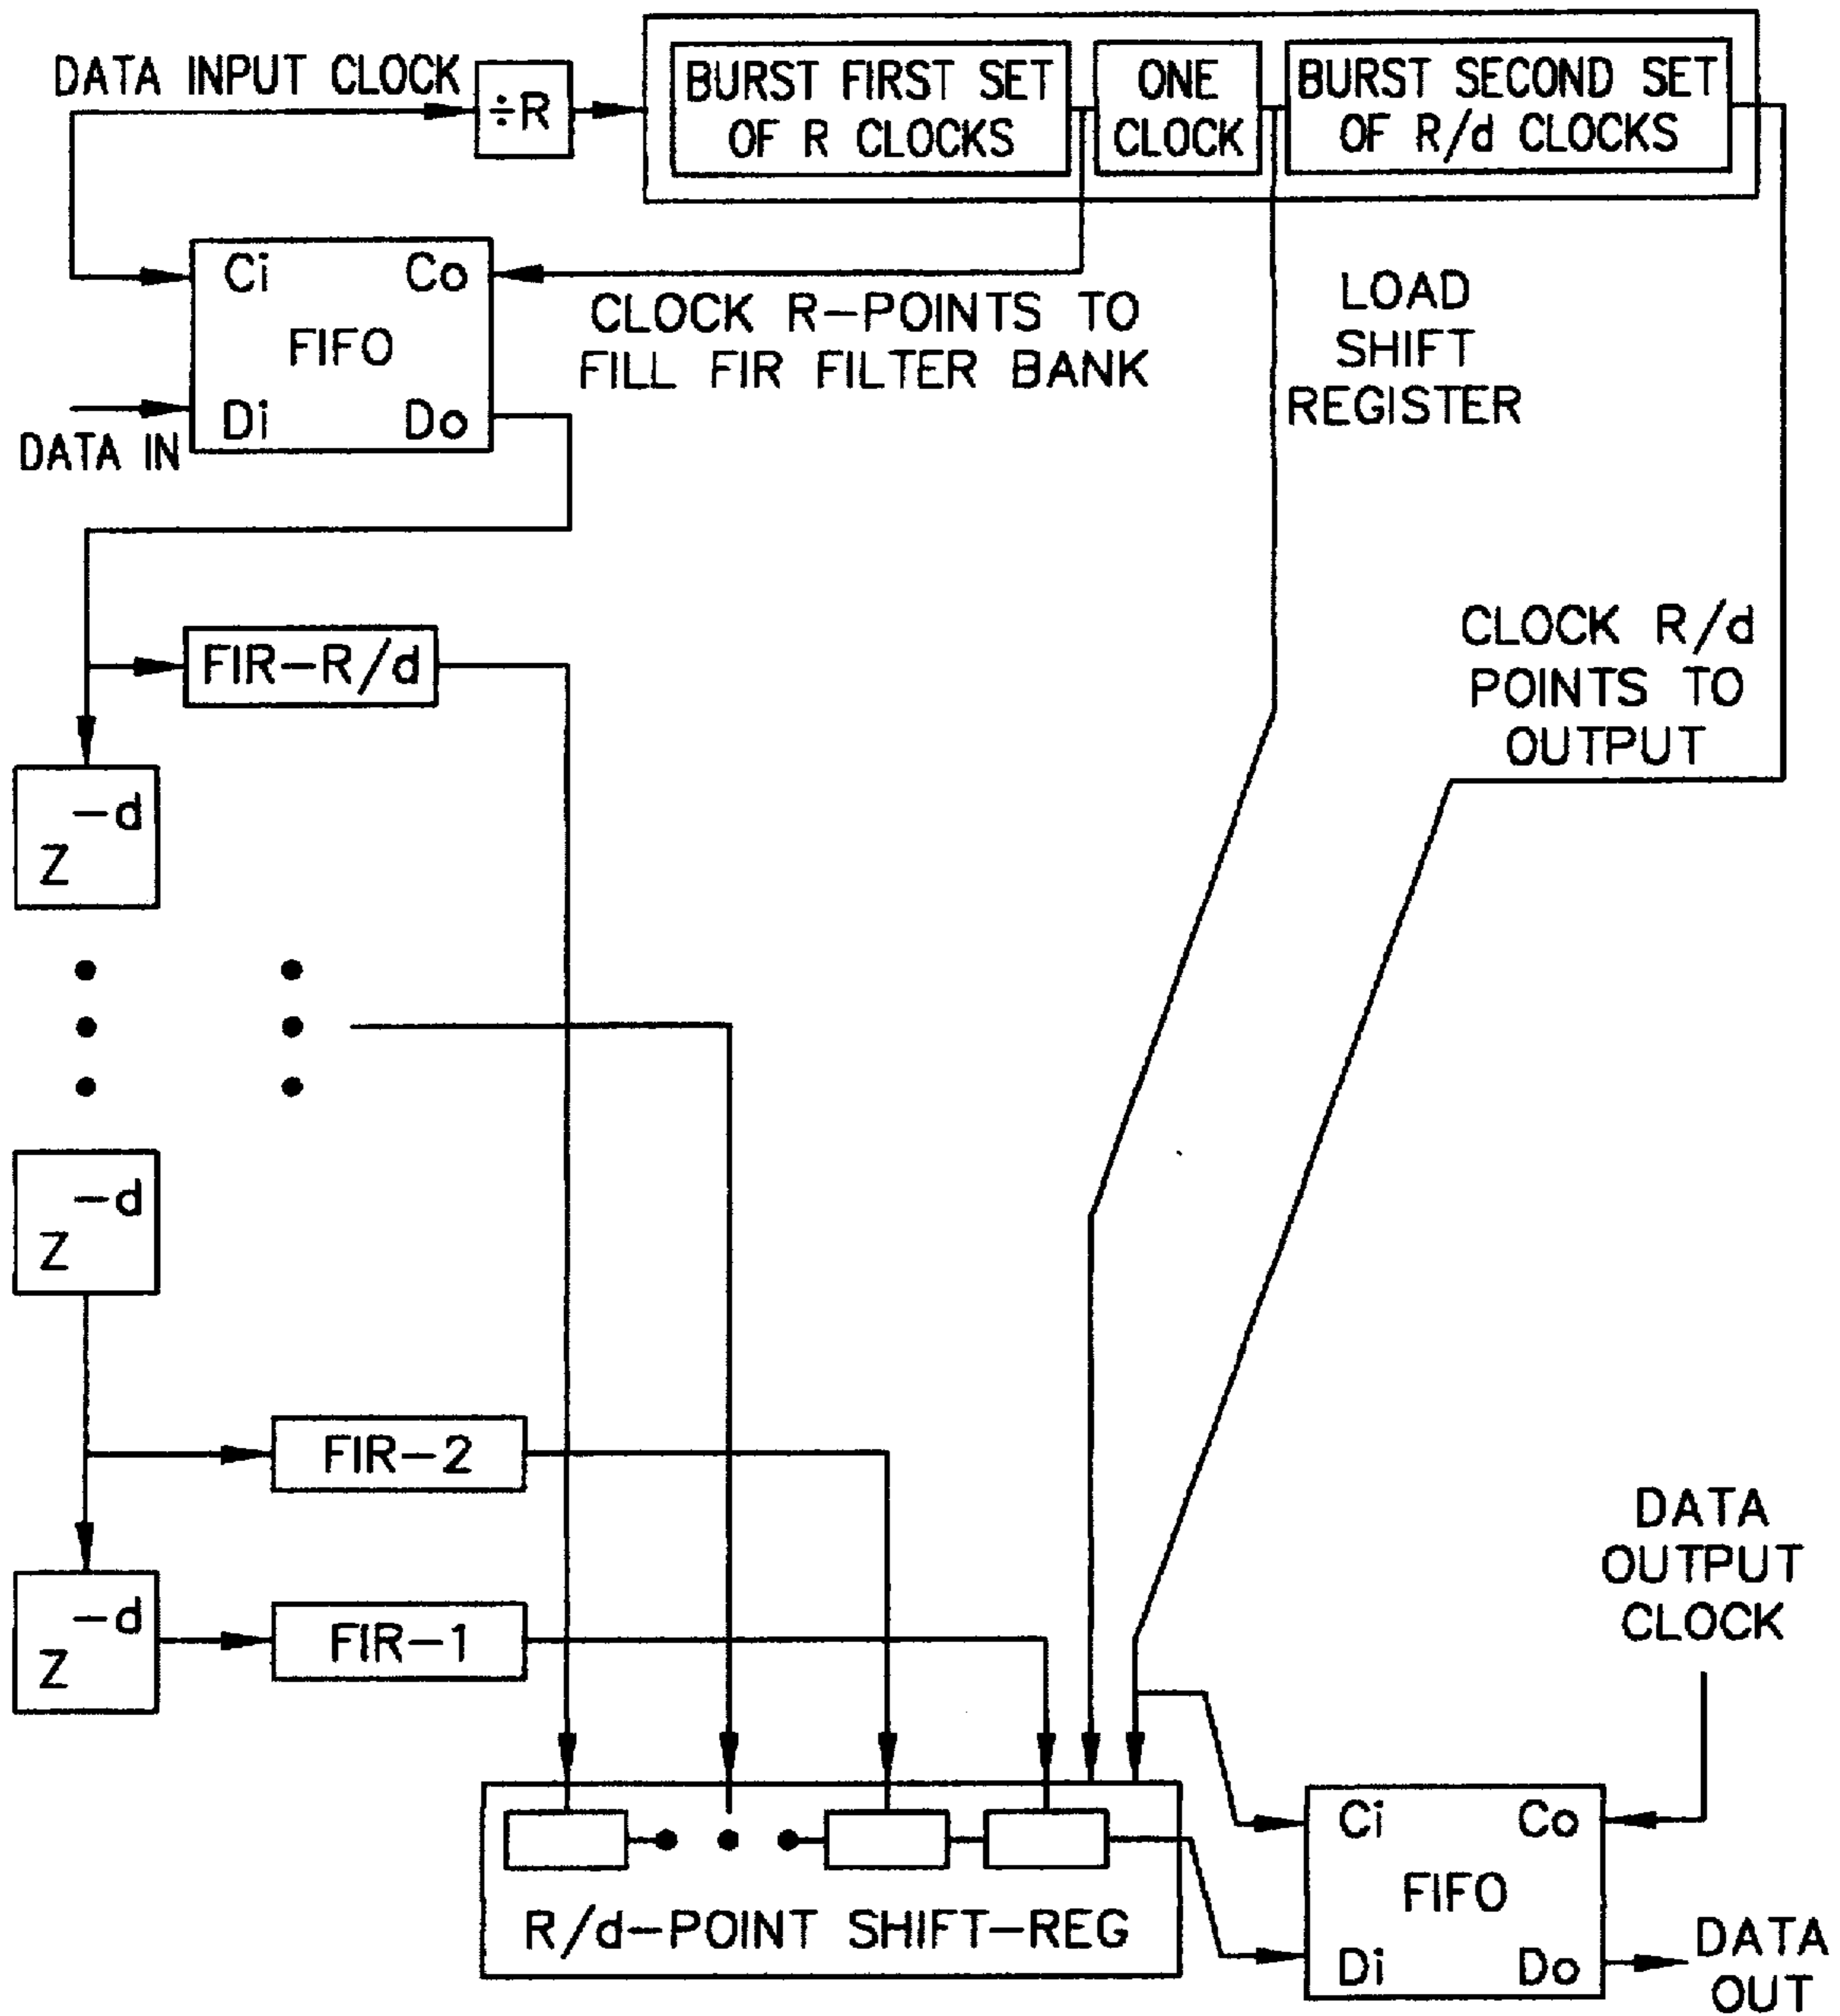 DATA INPUT CLOCK
÷R
BURST FIRST SET
OF R CLOCKS
ONE
CLOCK
BURST SECOND SET
OF R/d CLOCKS
Ci
Co
FIFO
Di
Do
DATA IN
CLOCK R-POINTS TO
FILL FIR FILTER BANK
LOAD
SHIFT
REGISTER
CLOCK R/d
POINTS TO
OUTPUT
FIR-R/d
Z-d
Z-d
FIR-2
Z-d
FIR-1
R/d-POINT SHIFT-REG
DATA
OUTPUT
CLOCK
Ci
Co
FIFO
Di
Do
DATA
OUT